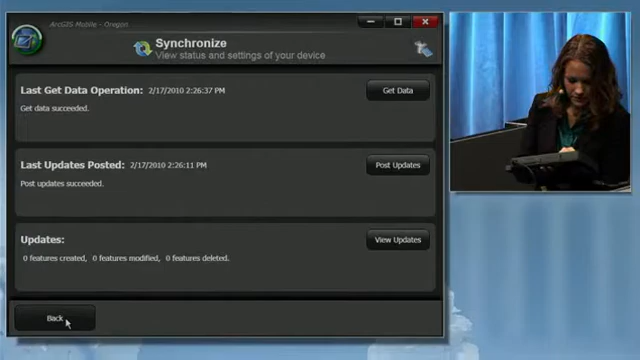 ArcGIS Mobile - Oregon
Synchronize
View status and settings of your device
Last Get Data Operation: 2/17/2010 2:26:37 PM
Get Data
Get data succeeded.
Last Updates Posted: 2/17/2010 2:26:11 PM
Post Updates
Post updates succeeded.
Updates:
View Updates
0 features created, 0 features modified, 0 features deleted.
Back